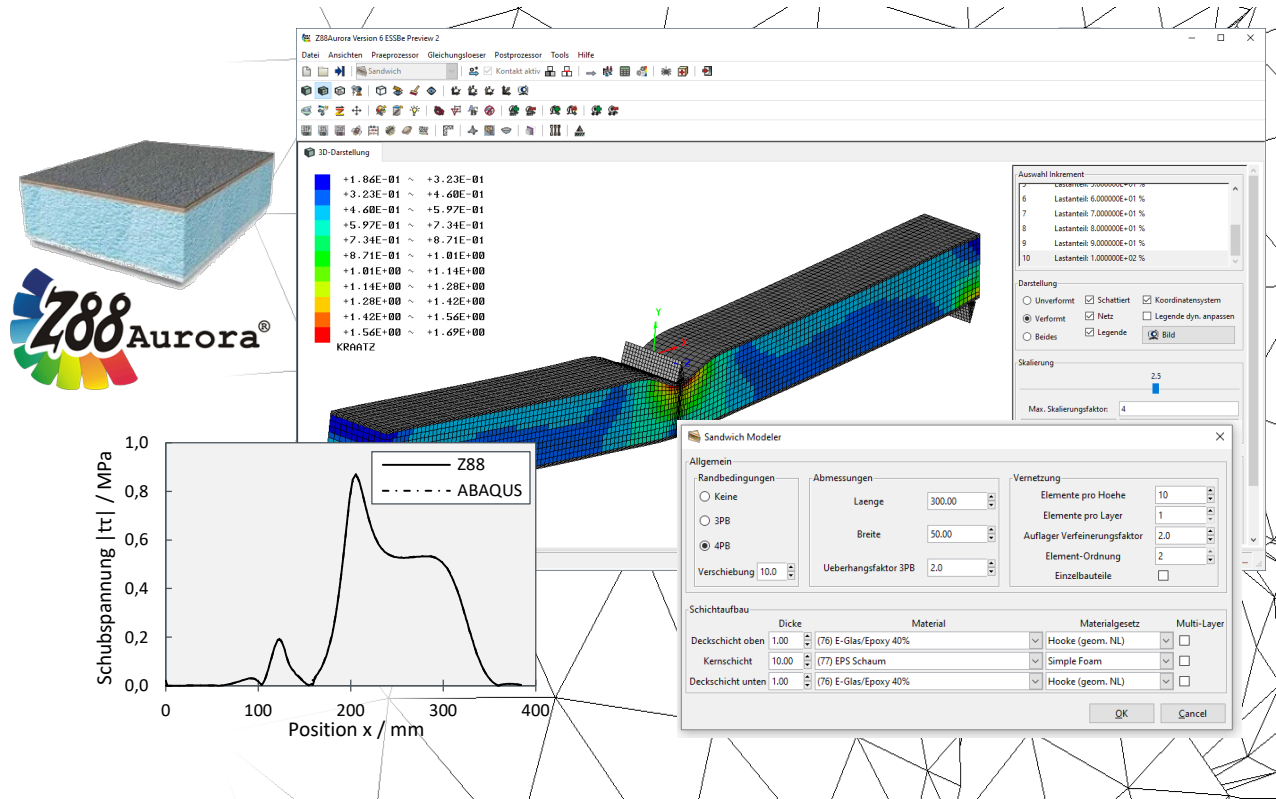 Z88Aurora Version 6 ESSBe Preview 2
Datei Ansichten Praeprozessor Gleichungsloeser Postprozessor Tools Hilfe
Sandwich Kontakt aktiv
3D-Darstellung
+1.86E-01 ~ +3.23E-01
+3.23E-01 ~ +4.60E-01
+4.60E-01 ~ +5.97E-01
+5.97E-01 ~ +7.34E-01
+7.34E-01 ~ +8.71E-01
+8.71E-01 ~ +1.01E+00
+1.01E+00 ~ +1.14E+00
+1.14E+00 ~ +1.28E+00
+1.28E+00 ~ +1.42E+00
+1.42E+00 ~ +1.56E+00
+1.56E+00 ~ +1.69E+00
KRAATZ
Y
Auswahl Inkrement
5 Lastanteil: 5.000000E+01 %
6 Lastanteil: 6.000000E+01 %
7 Lastanteil: 7.000000E+01 %
8 Lastanteil: 8.000000E+01 %
9 Lastanteil: 9.000000E+01 %
10 Lastanteil: 1.000000E+02 %
Darstellung
Unverformt Schattiert Koordinatensystem
Verformt Netz Legende dyn. anpassen
Beides Legende Bild
Skalierung
2.5
Max. Skalierungsfaktor: 4
Z88Aurora®
Schubspannung |tτ| / MPa
1,0
0,8
0,6
0,4
0,2
0,0
0 100 200 300 400
Position x / mm
Z88
ABAQUS
Sandwich Modeler
Allgemein
Randbedingungen
Keine
3PB
4PB
Verschiebung 10.0
Abmessungen
Laenge 300.00
Breite 50.00
Ueberhangsfaktor 3PB 2.0
Vernetzung
Elemente pro Hoehe 10
Elemente pro Layer 1
Auflager Verfeinerungsfaktor 2.0
Element-Ordnung 2
Einzelbauteile
Schichtaufbau
Dicke Material Materialgesetz Multi-Layer
Deckschicht oben 1.00 (76) E-Glas/Epoxy 40% Hooke (geom. NL)
Kernschicht 10.00 (77) EPS Schaum Simple Foam
Deckschicht unten 1.00 (76) E-Glas/Epoxy 40% Hooke (geom. NL)
OK Cancel